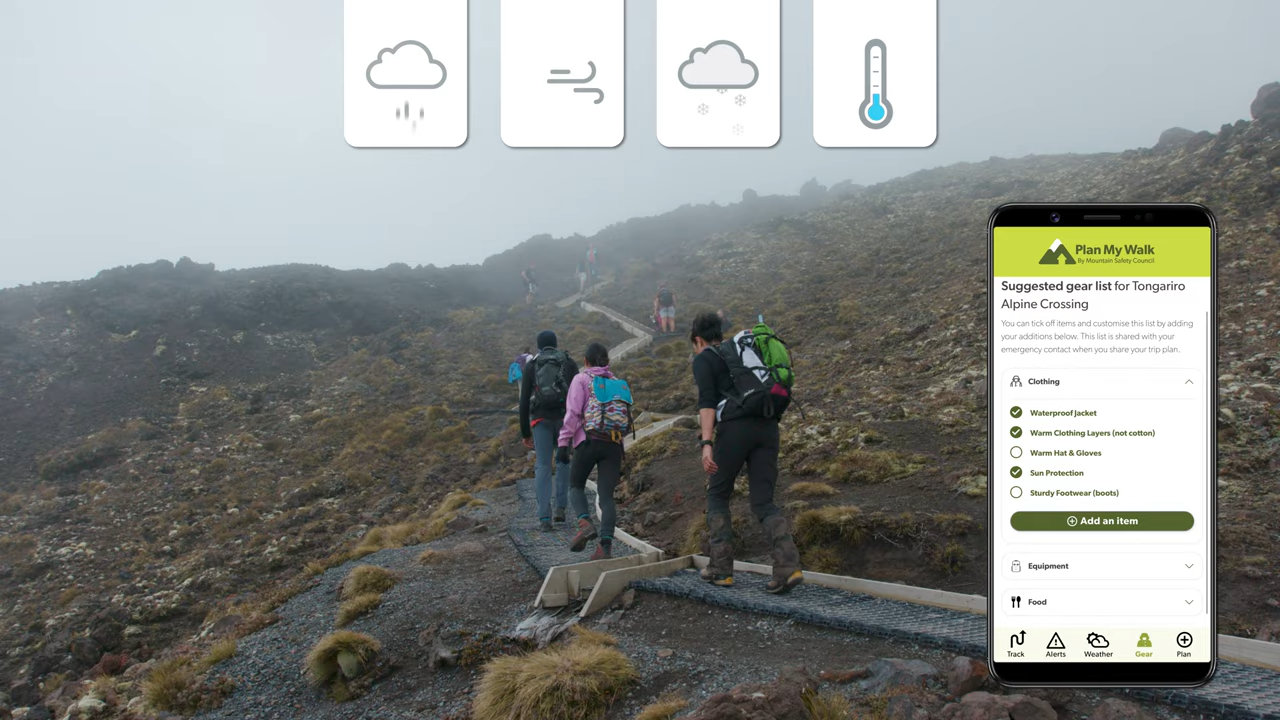 Plan My Walk
By Mountain Safety Council
Suggested gear list for Tongariro
Alpine Crossing
You can tick off items and customise this list by adding
your additions below. This list is shared with your
emergency contact when you share your trip plan.
Clothing
Waterproof Jacket
Warm Clothing Layers (not cotton)
Warm Hat & Gloves
Sun Protection
Sturdy Footwear (boots)
Add an item
Equipment
Food
Track Alerts Weather Gear Plan